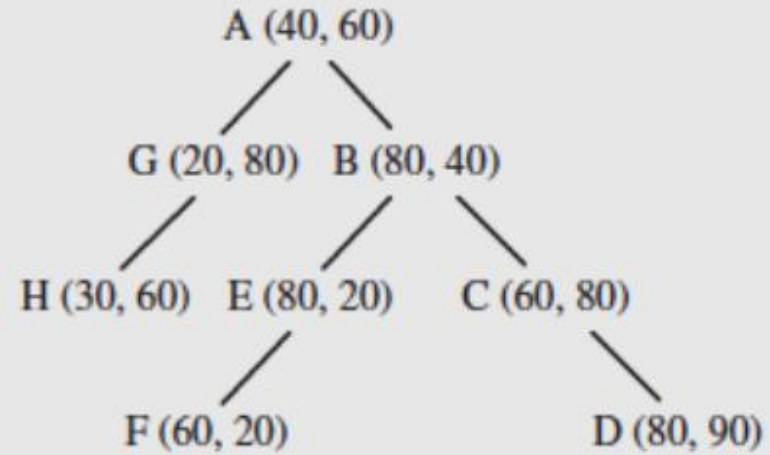 A (40, 60)
G (20, 80) B (80, 40)
H (30, 60) E (80, 20) C (60, 80)
F (60, 20) D (80, 90)